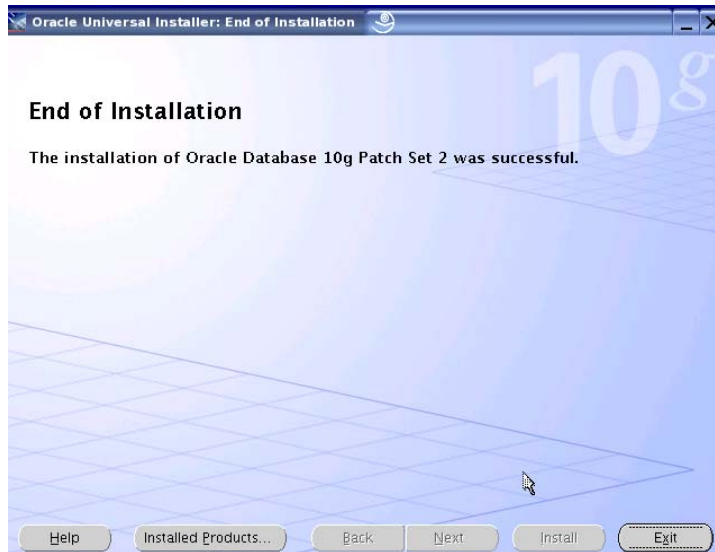 Oracle Universal Installer: End of Installation
10g
End of Installation
The installation of Oracle Database 10g Patch Set 2 was successful.
Help
Installed Products...
Back
Next
Install
Exit